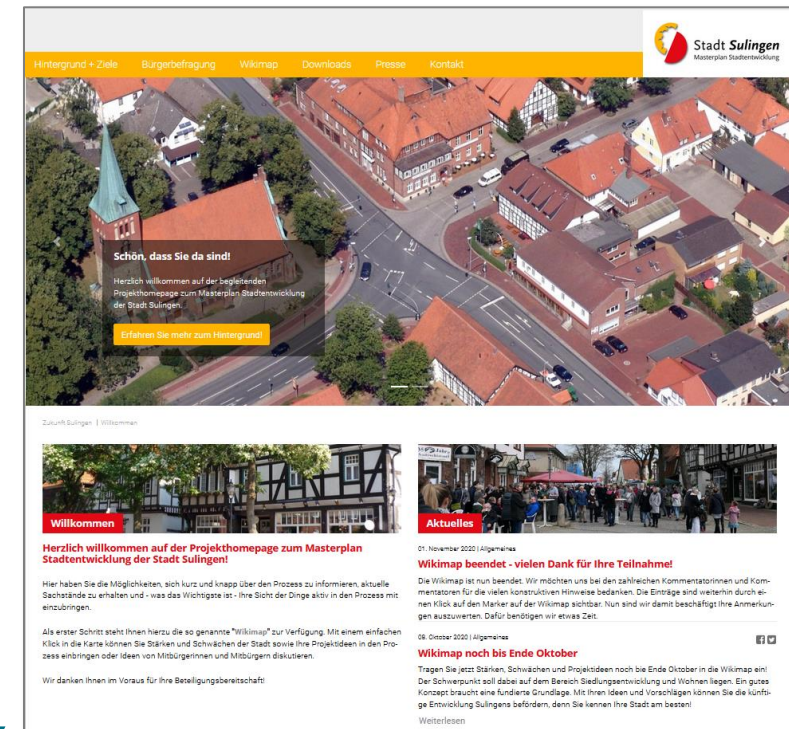 Stadt Sulingen
Masterplan Stadtentwicklung
Hintergrund + Ziele
Bürgerbefragung
Wikimap
Downloads
Presse
Kontakt
Schön, dass Sie da sind!
Herzlich willkommen auf der begleitenden
Projekthomepage zum Masterplan Stadtentwicklung
der Stadt Sulingen.
Erfahren Sie mehr zum Hintergrund!
Zukunft Sulingen | Willkommen
Willkommen
Herzlich willkommen auf der Projekthomepage zum Masterplan
Stadtentwicklung der Stadt Sulingen!
Hier haben Sie die Möglichkeiten, sich kurz und knapp über den Prozess zu informieren, aktuelle
Sachstände zu erhalten und - was das Wichtigste ist - Ihre Sicht der Dinge aktiv in den Prozess mit
einzubringen.
Als erster Schritt steht Ihnen hierzu die so genannte "Wikimap" zur Verfügung. Mit einem einfachen
Klick in die Karte können Sie Stärken und Schwächen der Stadt sowie Ihre Projektideen in den Pro-
zess einbringen oder Ideen von Mitbürgerinnen und Mitbürgern diskutieren.
Wir danken Ihnen im Voraus für Ihre Beteiligungsbereitschaft!
Aktuelles
01. November 2020 | Allgemeines
Wikimap beendet - vielen Dank für Ihre Teilnahme!
Die Wikimap ist nun beendet. Wir möchten uns bei den zahlreichen Kommentatorinnen und Kom-
mentatoren für die vielen konstruktiven Hinweise bedanken. Die Einträge sind weiterhin durch ei-
nen Klick auf den Marker auf der Wikimap sichtbar. Nun sind wir damit beschäftigt Ihre Anmerkun-
gen auszuwerten. Dafür benötigen wir etwas Zeit.
09. Oktober 2020 | Allgemeines
Wikimap noch bis Ende Oktober
Tragen Sie jetzt Stärken, Schwächen und Projektideen noch bis Ende Oktober in die Wikimap ein!
Der Schwerpunkt soll dabei auf dem Bereich Siedlungsentwicklung und Wohnen liegen. Ein gutes
Konzept braucht eine fundierte Grundlage. Mit Ihren Ideen und Vorschlägen können Sie die künfti-
ge Entwicklung Sulingens befördern, denn Sie kennen Ihre Stadt am besten!
Weiterlesen